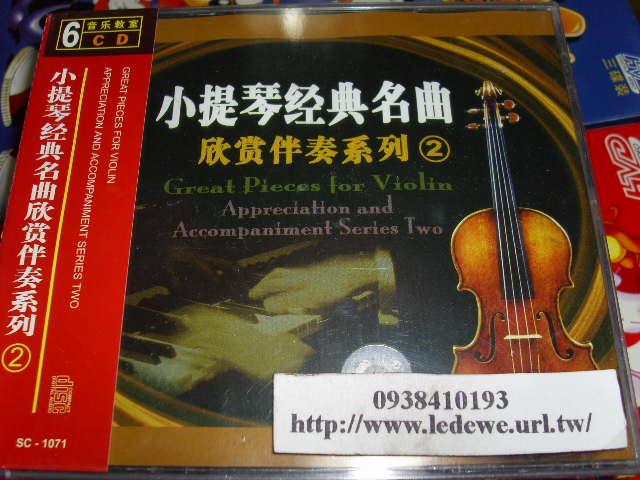 6
音乐教室
CD
GREAT PIECES FOR VIOLIN
APPRECIATION AND ACCOMPANIMENT SERIES TWO
小提琴经典名曲欣赏伴奏系列②
disc
SC - 1071
小提琴经典名曲
欣赏伴奏系列②
Great Pieces for Violin
Appreciation and
Accompaniment Series Two
0938410193
http://www.ledewe.url.tw/